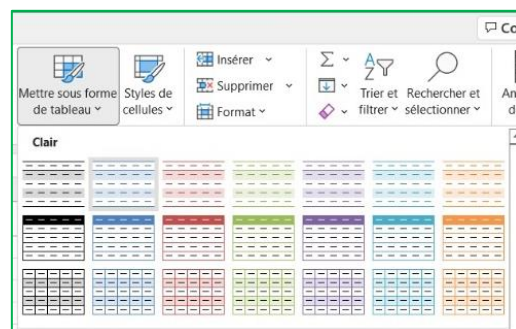 Co
Insérer
Mettre sous forme de tableau
Styles de cellules
Supprimer
Format
Trier et filtrer
Rechercher et sélectionner
An
d
Clair